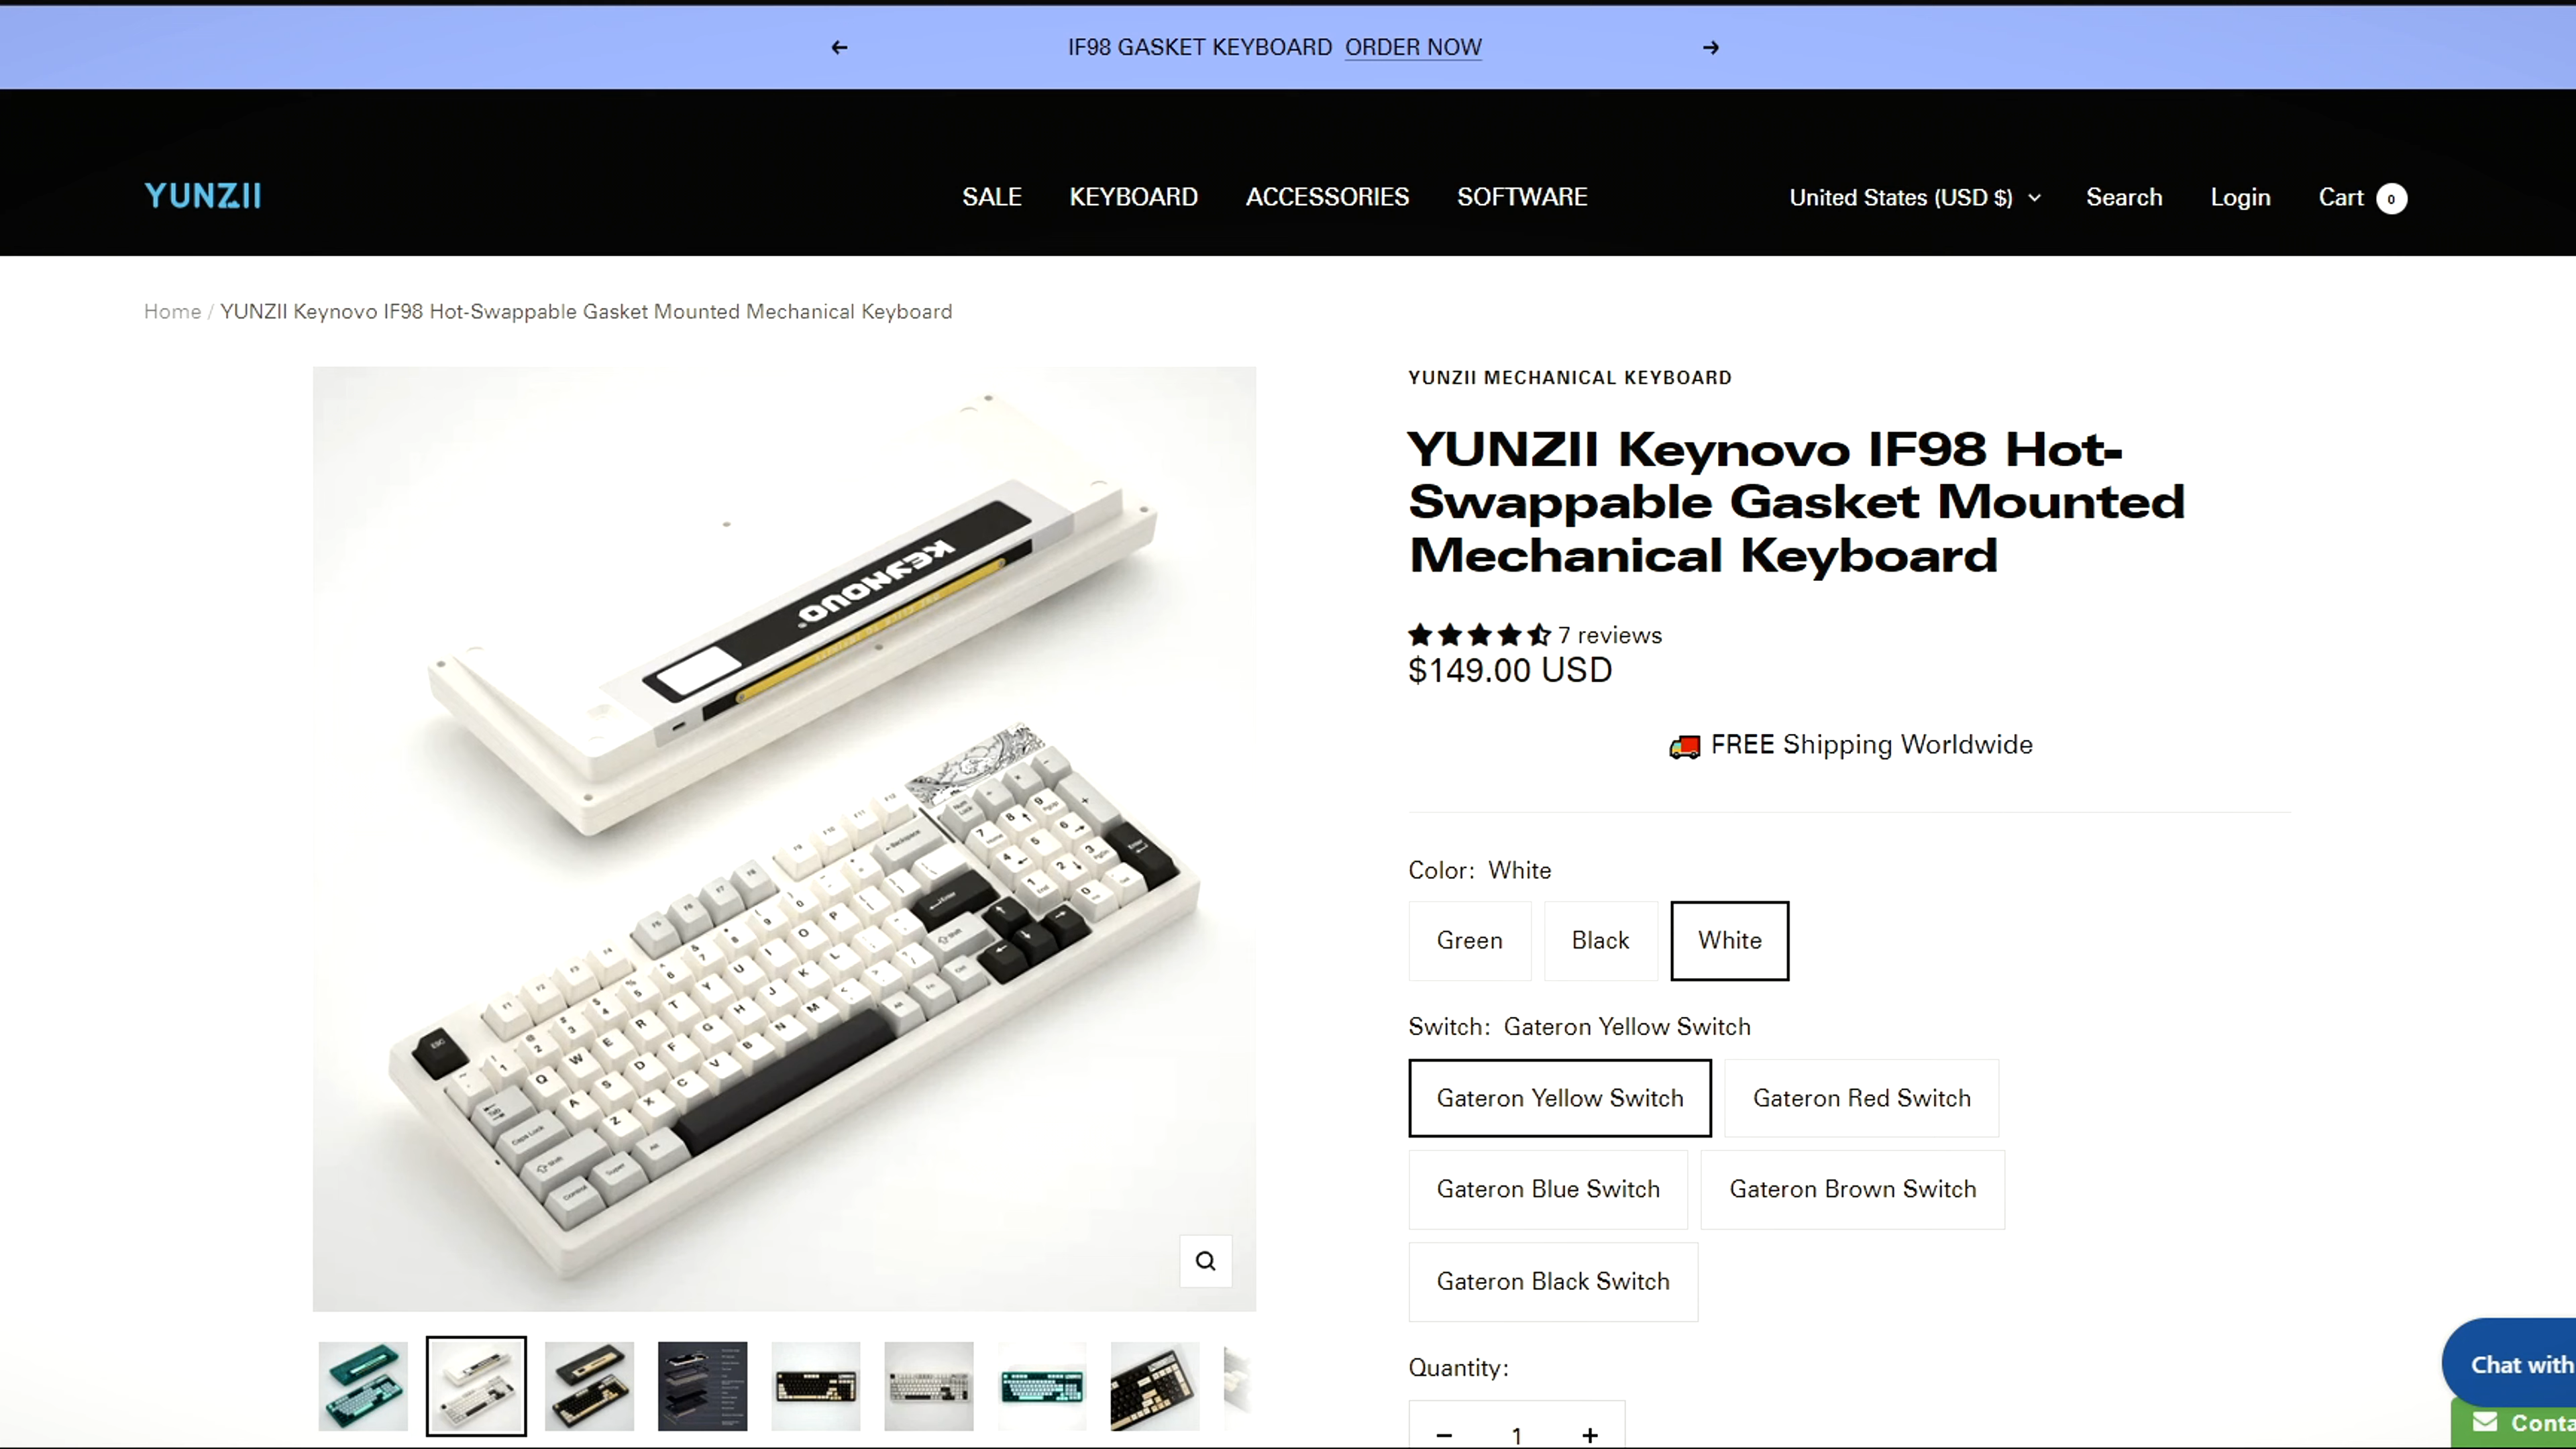 IF98 GASKET KEYBOARD ORDER NOW
YUNZII
SALE KEYBOARD ACCESSORIES SOFTWARE
United States (USD $) Search Login Cart 0
Home / YUNZII Keynovo IF98 Hot-Swappable Gasket Mounted Mechanical Keyboard
YUNZII MECHANICAL KEYBOARD
YUNZII Keynovo IF98 Hot-
Swappable Gasket Mounted
Mechanical Keyboard
7 reviews
$149.00 USD
FREE Shipping Worldwide
Color: White
Green Black White
Switch: Gateron Yellow Switch
Gateron Yellow Switch Gateron Red Switch
Gateron Blue Switch Gateron Brown Switch
Gateron Black Switch
Quantity:
− 1 +
Chat with
Conta
KEYNOVO